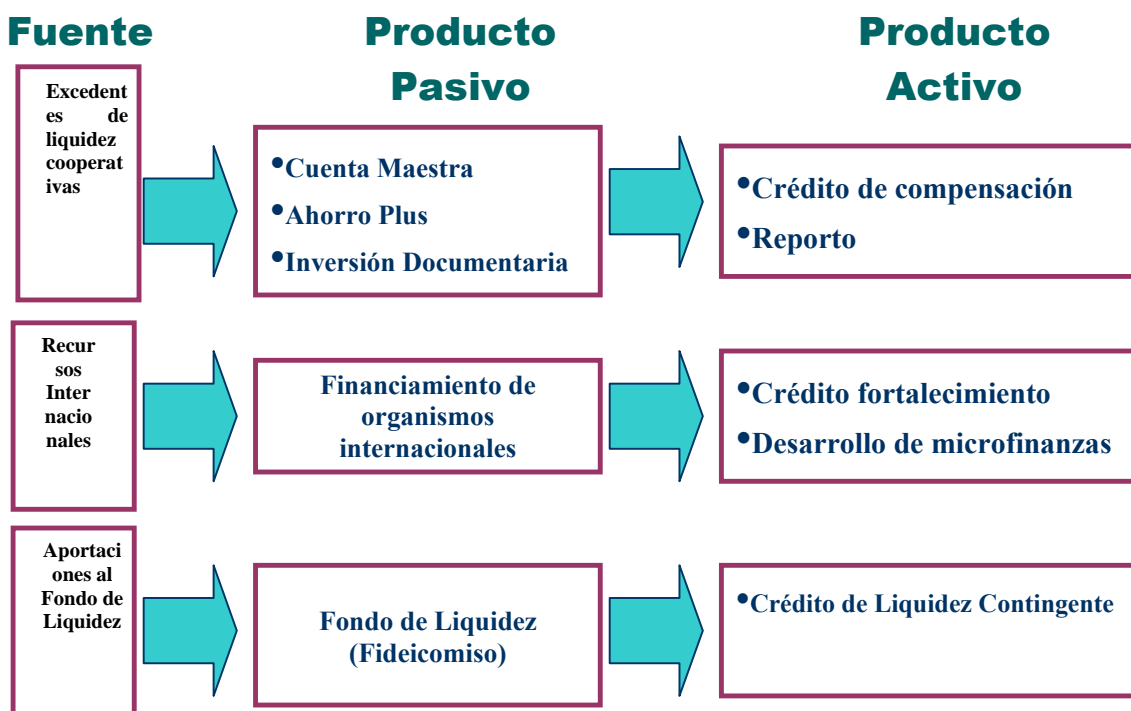 Fuente
Producto
Pasivo
Producto
Activo
Excedent
es de
liquidez
cooperat
ivas
•Cuenta Maestra
•Ahorro Plus
•Inversión Documentaria
•Crédito de compensación
•Reporto
Recur
sos
Inter
nacio
nales
Financiamiento de
organismos
internacionales
•Crédito fortalecimiento
•Desarrollo de microfinanzas
Aportaci
ones al
Fondo de
Liquidez
Fondo de Liquidez
(Fideicomiso)
•Crédito de Liquidez Contingente